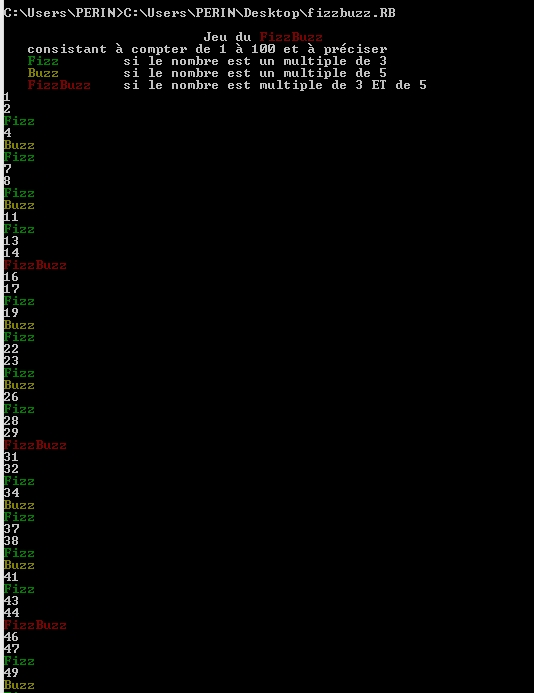 C:\Users\PERIN>C:\Users\PERIN\Desktop\fizzbuzz.RB
Jeu du FizzBuzz
consistant à compter de 1 à 100 et à préciser
Fizz si le nombre est un multiple de 3
Buzz si le nombre est un multiple de 5
FizzBuzz si le nombre est multiple de 3 ET de 5
1
2
Fizz
4
Buzz
Fizz
7
8
Fizz
Buzz
11
Fizz
13
14
FizzBuzz
16
17
Fizz
19
Buzz
Fizz
22
23
Fizz
Buzz
26
Fizz
28
29
FizzBuzz
31
32
Fizz
34
Buzz
Fizz
37
38
Fizz
Buzz
41
Fizz
43
44
FizzBuzz
46
47
Fizz
49
Buzz